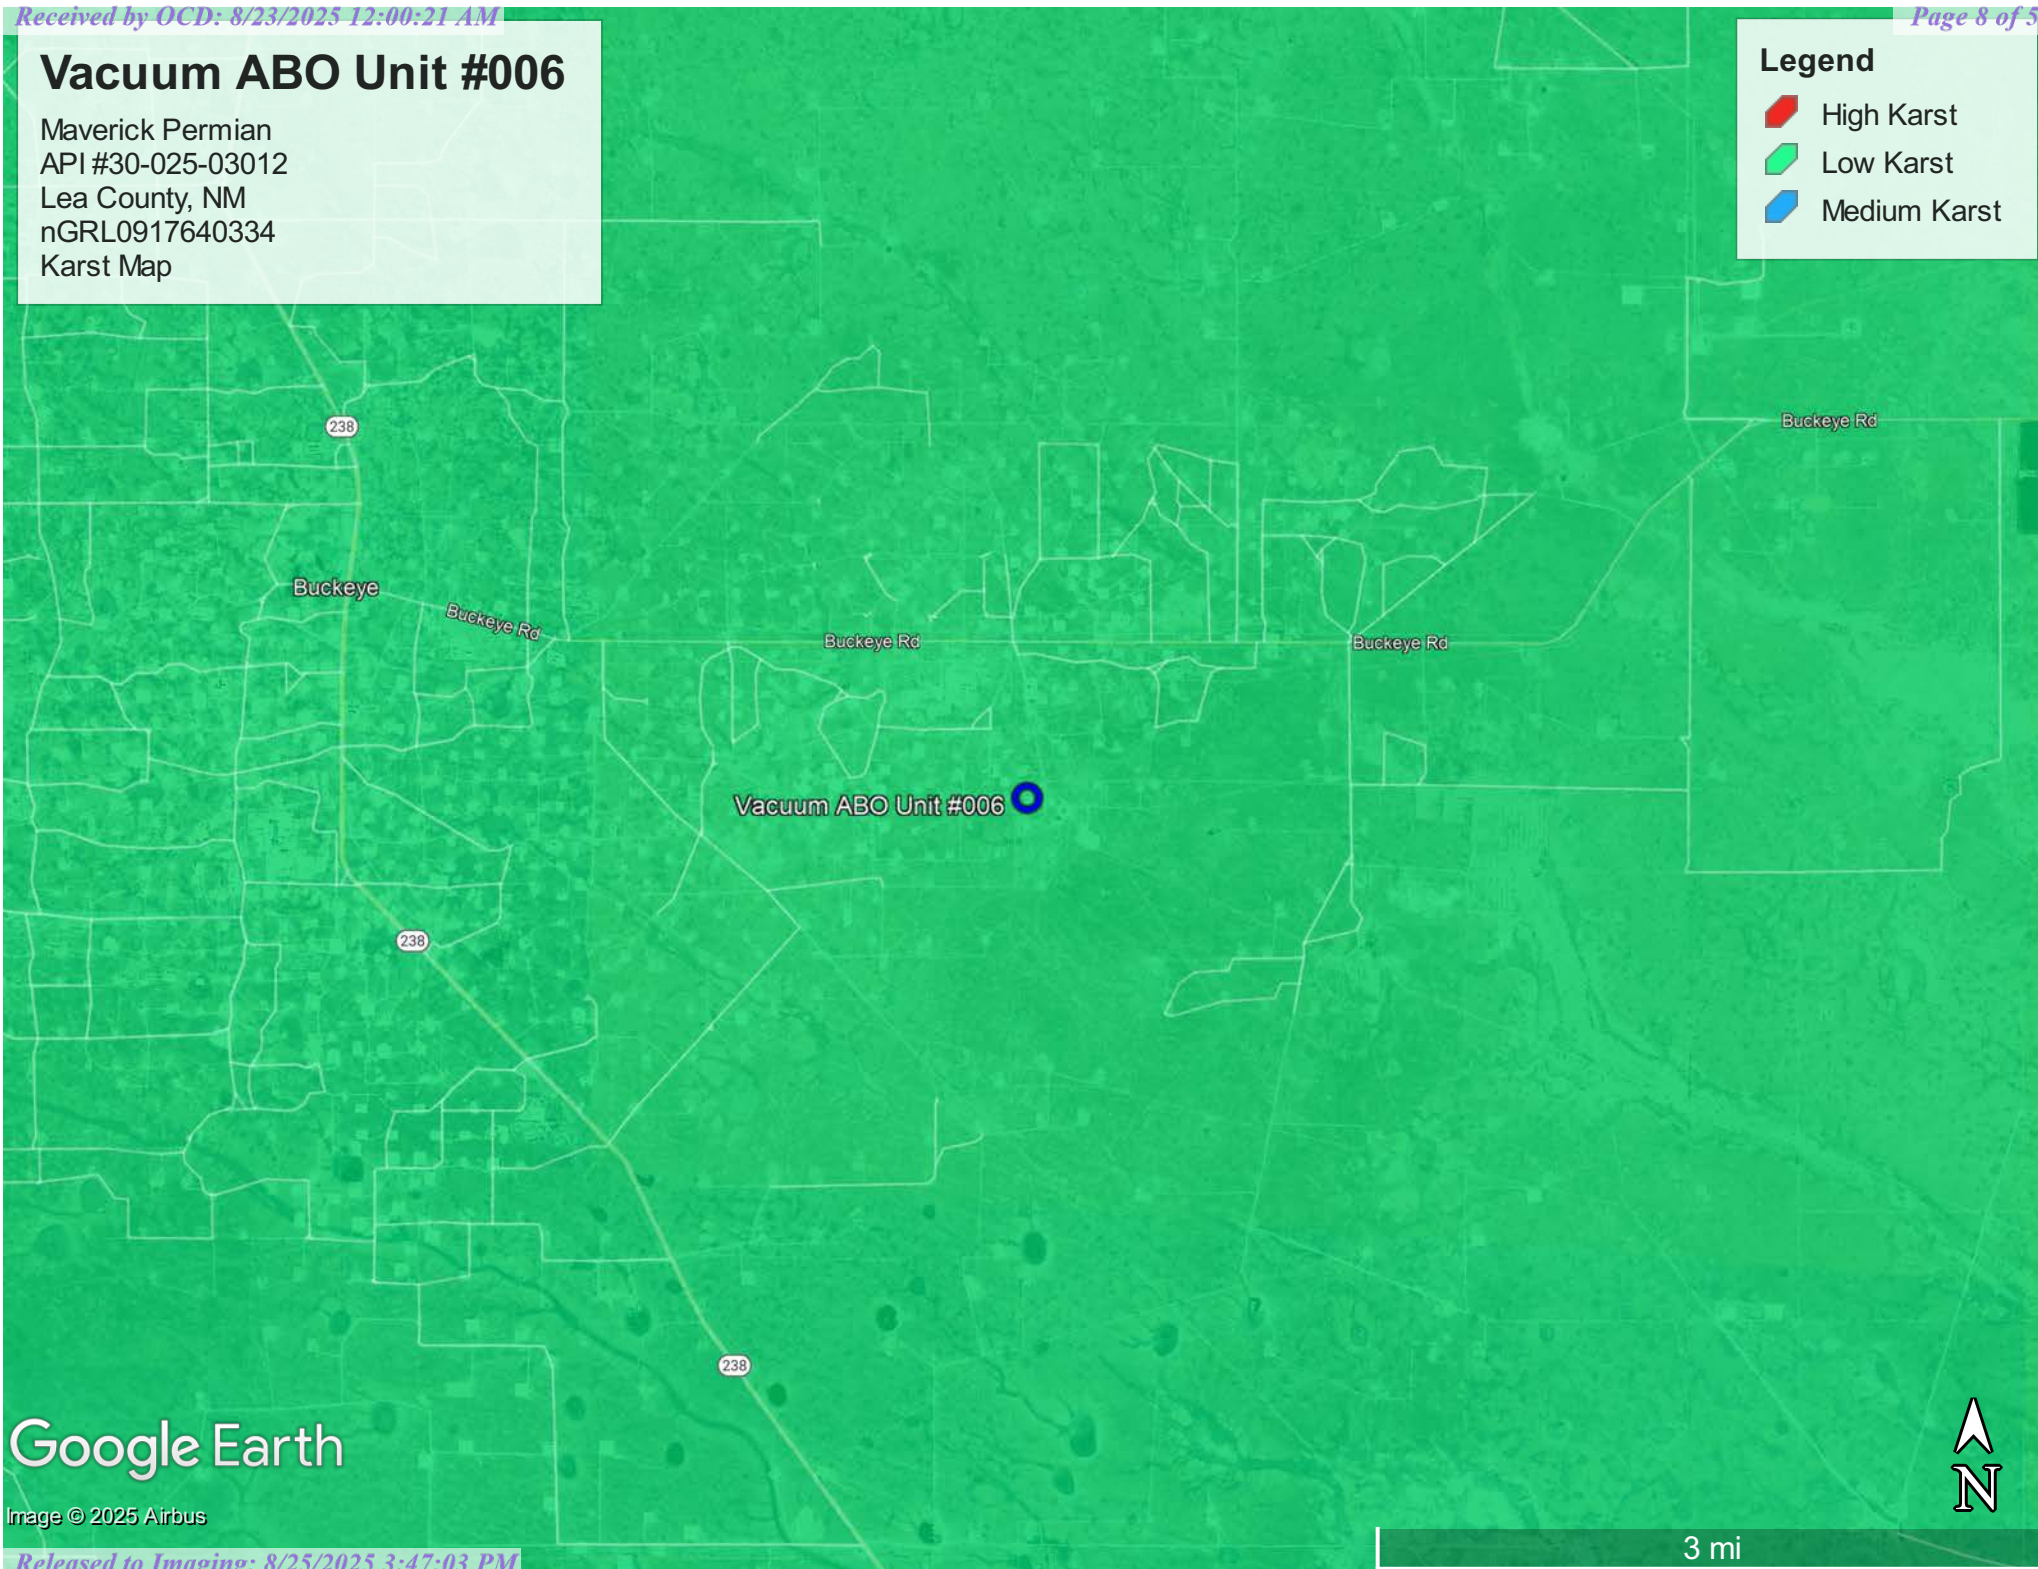 Received by OCD: 8/23/2025 12:00:21 AM
Page 8 of 5
Vacuum ABO Unit #006
Maverick Permian
API #30-025-03012
Lea County, NM
nGRL0917640334
Karst Map
Legend
High Karst
Low Karst
Medium Karst
238
Buckeye Rd
Buckeye
Buckeye Rd
Buckeye Rd
Buckeye Rd
Vacuum ABO Unit #006
238
238
Google Earth
Image © 2025 Airbus
N
3 mi
Released to Imaging: 8/25/2025 3:47:03 PM